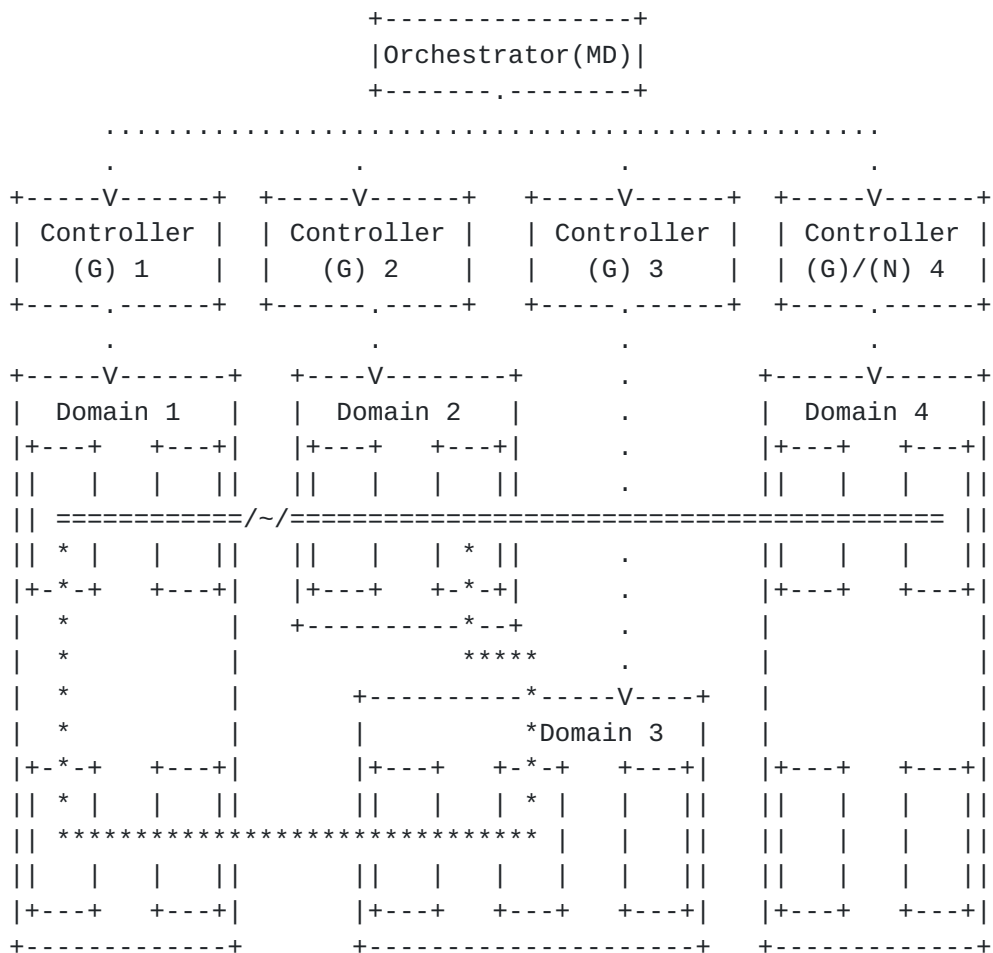 +----------------+
                       |Orchestrator(MD)|
                       +-------.--------+
      ..................................................
      .               .                .               .
+-----V------+  +-----V------+   +-----V------+  +-----V------+
| Controller |  | Controller |   | Controller |  | Controller |
|   (G) 1    |  |   (G) 2    |   |   (G) 3    |  | (G)/(N) 4  |
+-----.------+  +------.-----+   +-----.------+  +------.-----+
      .                .               .               .
+-----V-------+   +----V--------+      .        +------V------+
|  Domain 1   |   |  Domain 2   |      .        |  Domain 4   |
|+---+   +---+|   |+---+   +---+|      .        |+---+   +---+|
||   |   |   ||   ||   |   |   ||      .        ||   |   |   ||
|| ============/~/========================================== ||
|| * |   |   ||   ||   |   | * ||      .        ||   |   |   ||
|+-*-+   +---+|   |+---+   +-*-+|      .        |+---+   +---+|
|  *          |   +----------*--+      .        |             |
|  *          |              *****     .        |             |
|  *          |       +----------*-----V----+   |             |
|  *          |       |          *Domain 3  |   |             |
|+-*-+   +---+|       |+---+   +-*-+   +---+|   |+---+   +---+|
|| * |   |   ||       ||   |   | * |   |   ||   ||   |   |   ||
|| ******************************* |   |   ||   ||   |   |   ||
||   |   |   ||       ||   |   |   |   |   ||   ||   |   |   ||
|+---+   +---+|       |+---+   +---+   +---+|   |+---+   +---+|
+-------------+       +---------------------+   +-------------+